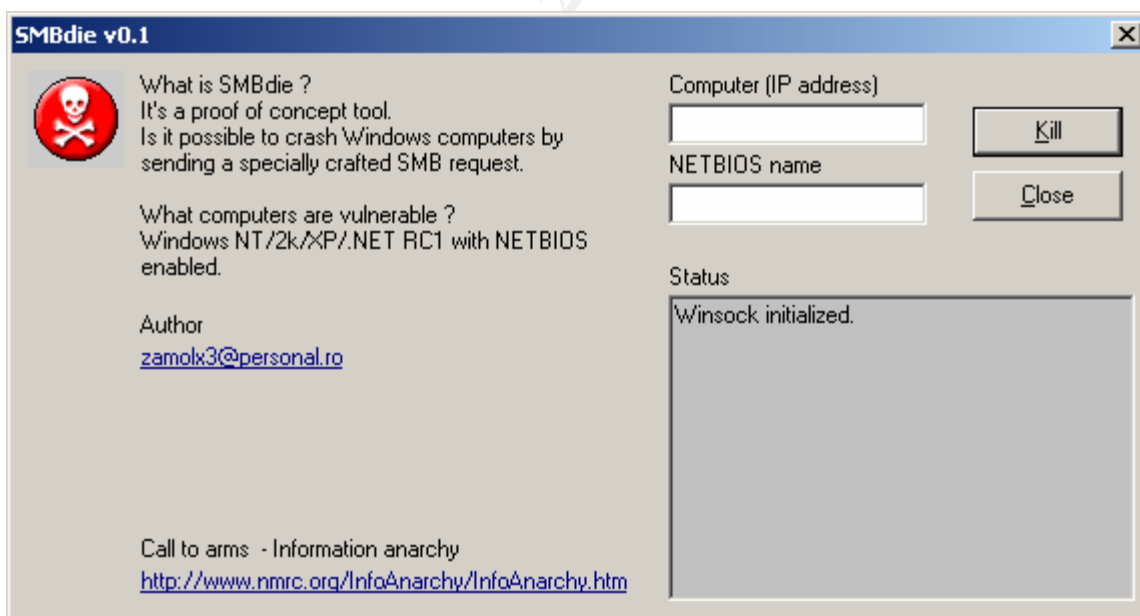 SMBdie v0.1
What is SMBdie ?
It's a proof of concept tool.
Is it possible to crash Windows computers by
sending a specially crafted SMB request.
What computers are vulnerable ?
Windows NT/2k/XP/.NET RC1 with NETBIOS
enabled.
Author
zamolx3@personal.ro
Call to arms - Information anarchy
http://www.nmrc.org/InfoAnarchy/InfoAnarchy.htm
Computer (IP address)
Kill
NETBIOS name
Close
Status
Winsock initialized.